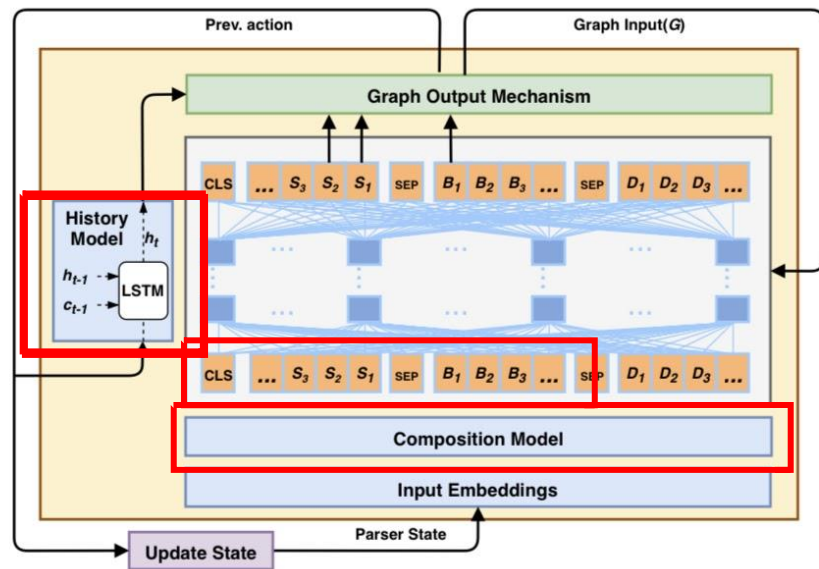 Prev. action
Graph Input(G)
Graph Output Mechanism
CLS ... S3 S2 S1 SEP B1 B2 B3 ... SEP D1 D2 D3 ...
History
Model
ht
ht-1
LSTM
ct-1
... ... ...
... ... ...
CLS ... S3 S2 S1 SEP B1 B2 B3 ... SEP D1 D2 D3 ...
Composition Model
Input Embeddings
Parser State
Update State